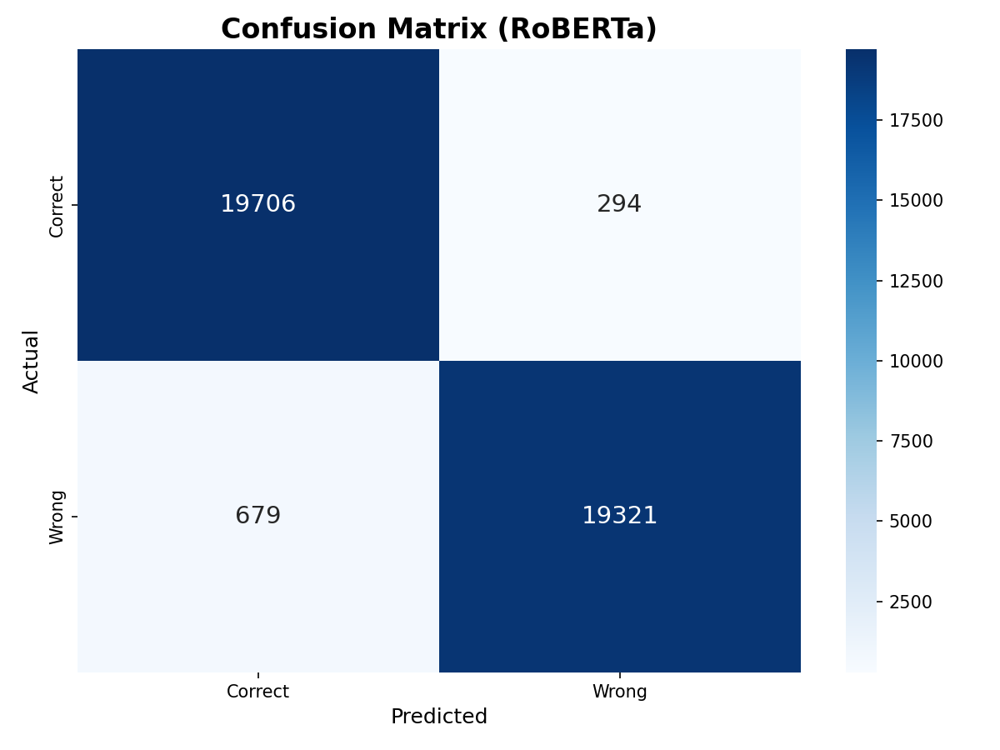 Confusion Matrix (RoBERTa)
Correct
19706
294
Actual
Wrong
679
19321
Correct
Wrong
Predicted
17500
15000
12500
10000
7500
5000
2500